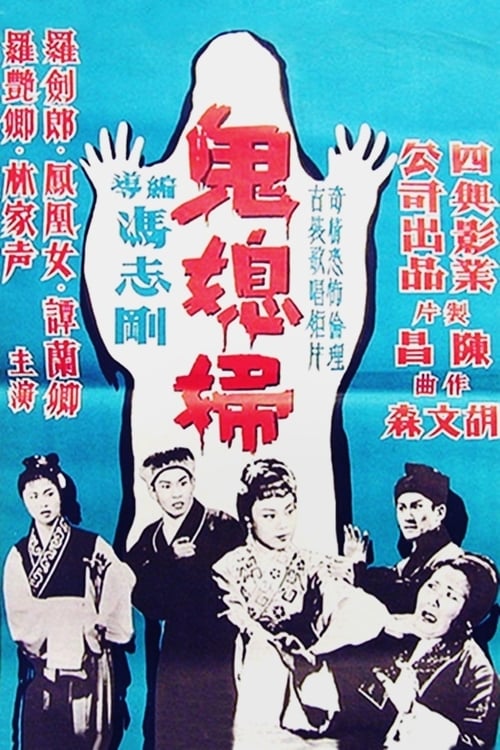 四興影業
公司出品
製片
陳昌
作曲
胡文森
奇情恐怖倫理
古裝歌唱鉅片
鬼媳婦
編導
馮志剛
羅劍郎・鳳凰女・譚蘭卿
羅艷卿・林家声
主演